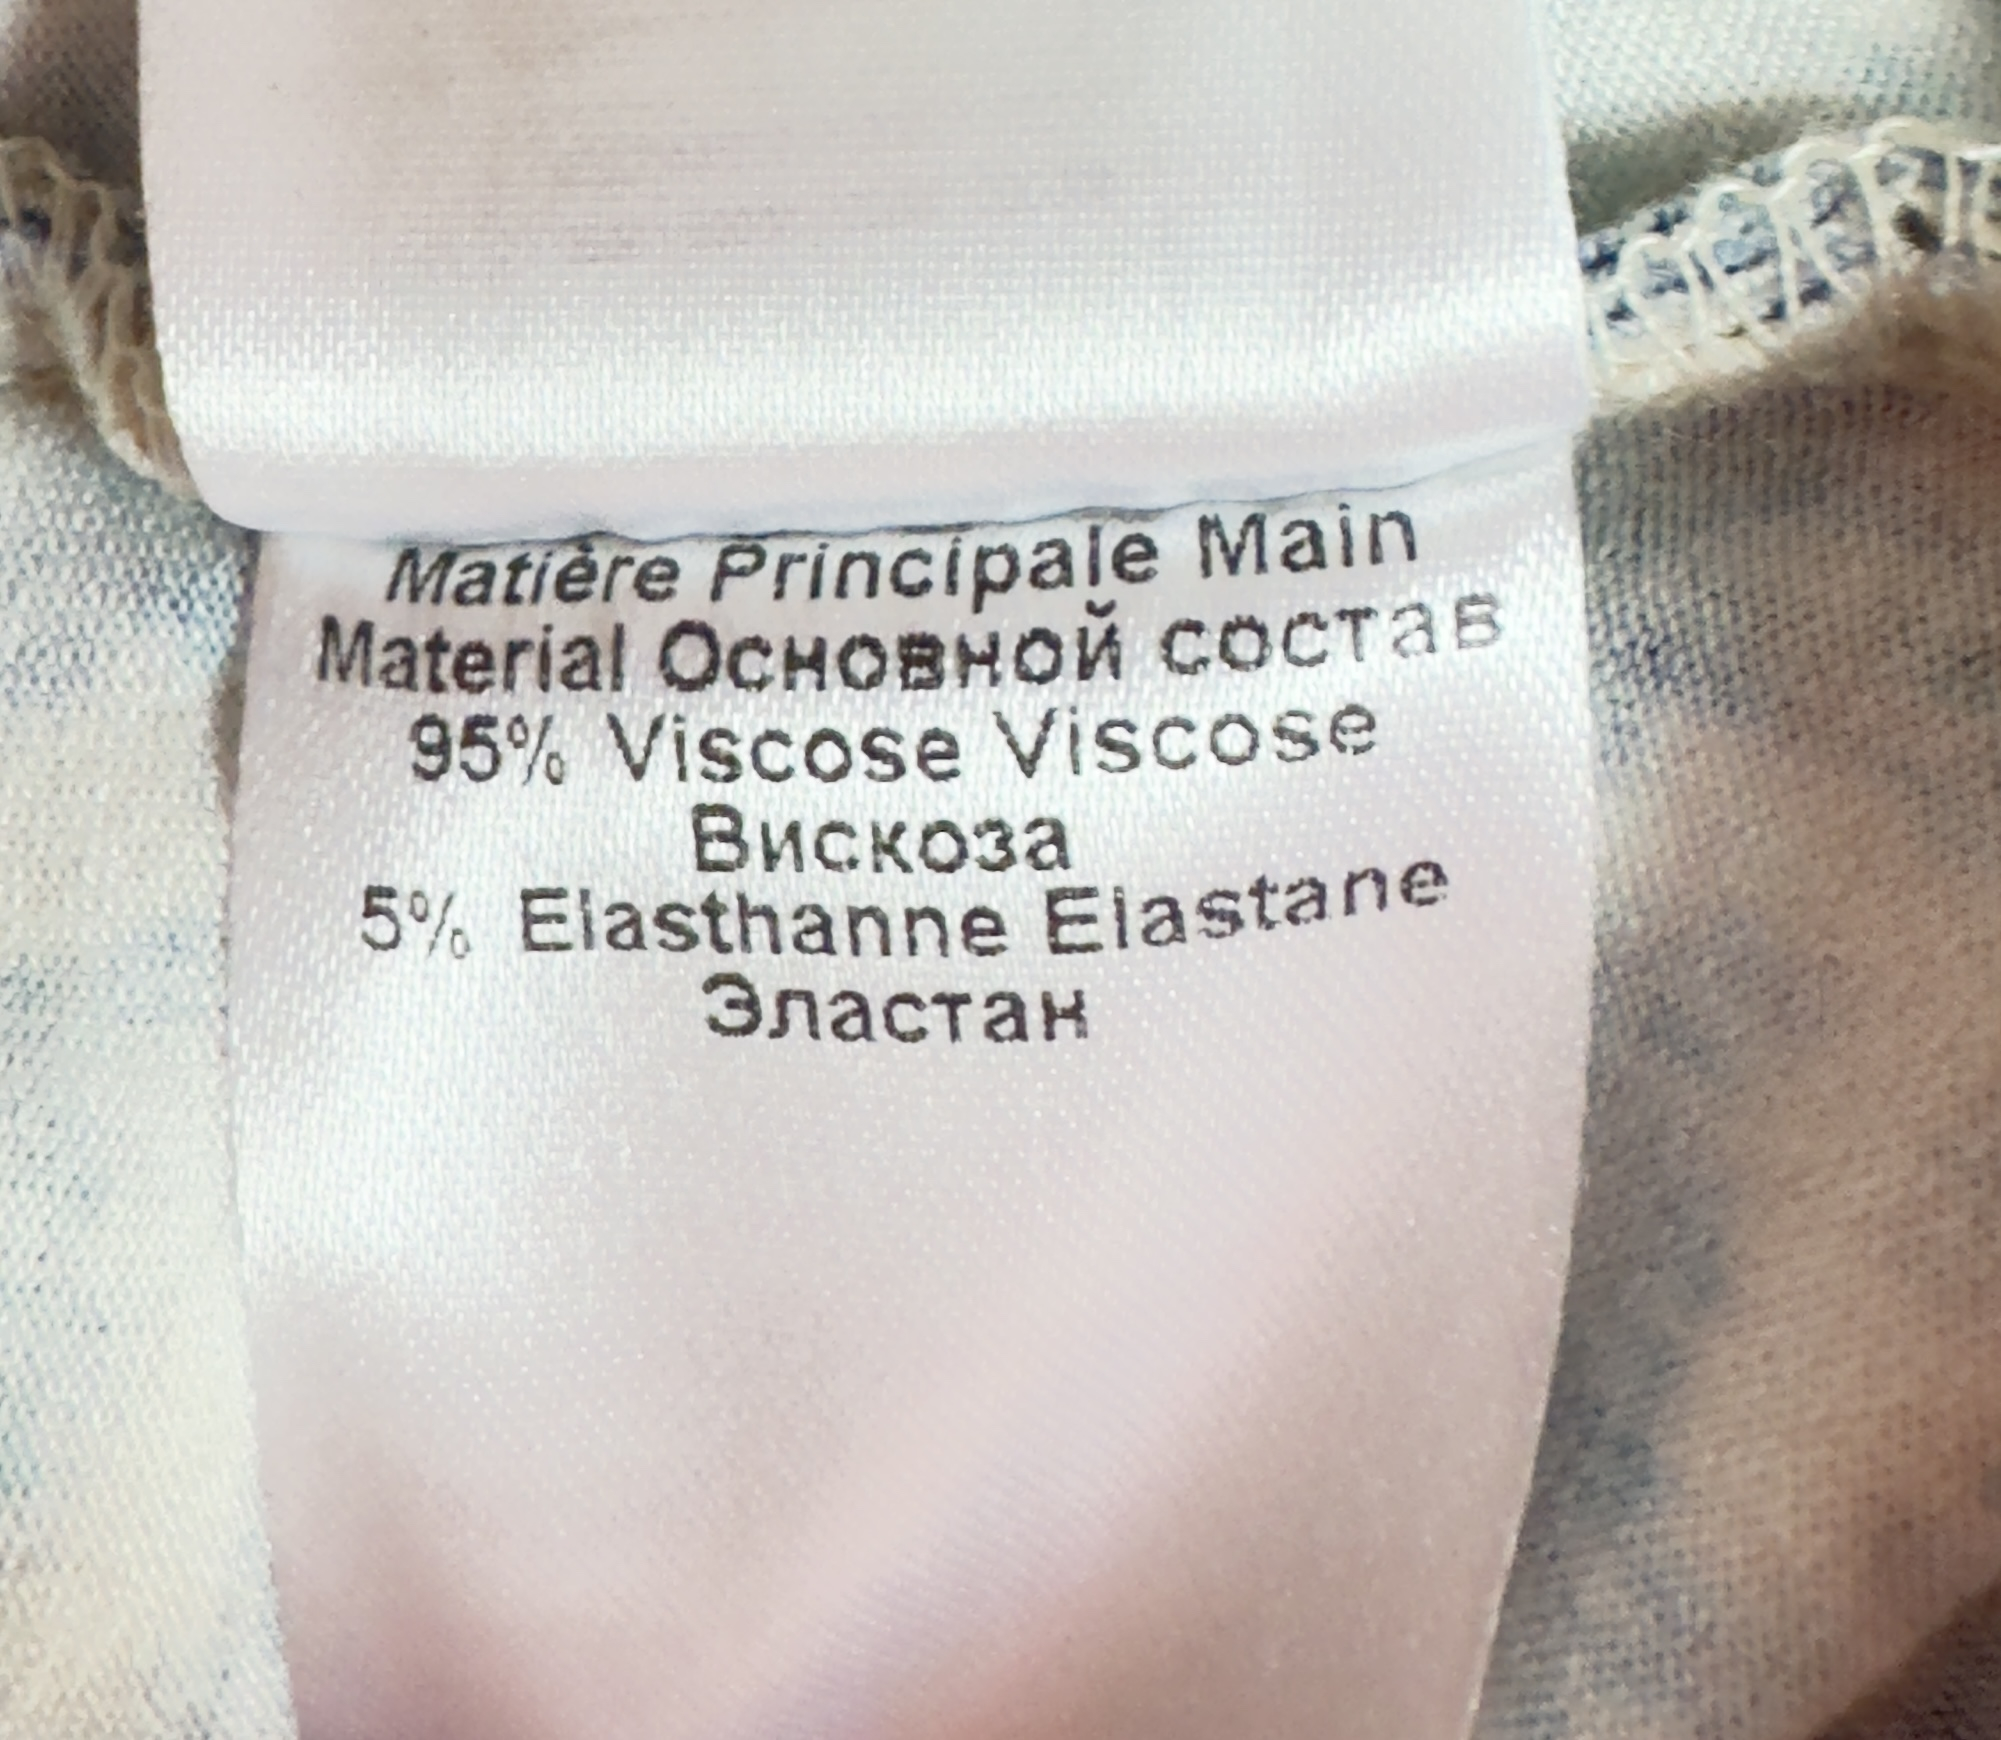 Matière Principale Main
Material Основной состав
95% Viscose Viscose
Вискоза
5% Elasthanne Elastane
Эластан